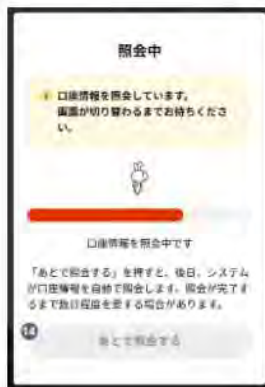 照会中
口座情報を照会しています。
画面が切り替わるまでお待ちくださ
い。
口座情報を照会中です
「あとで照会する」を押すと、後日、システム
が口座情報を自動で照会します。照会が完了す
るまで数日程度を要する場合があります。
あとで照会する